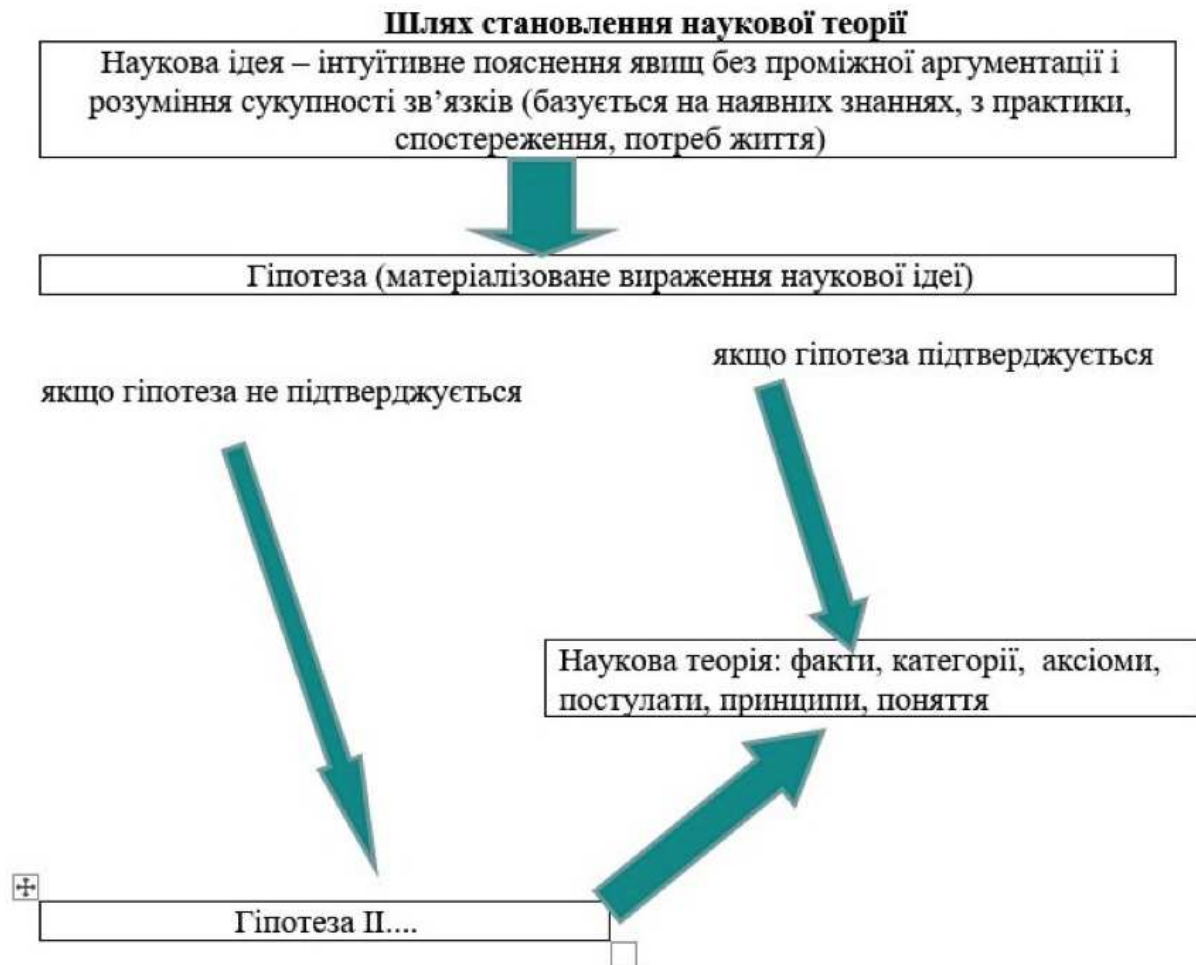 Шлях становлення наукової теорії
Наукова ідея – інтуїтивне пояснення явищ без проміжної аргументації і
розуміння сукупності зв’язків (базується на наявних знаннях, з практики,
спостереження, потреб життя)
Гіпотеза (матеріалізоване вираження наукової ідеї)
якщо гіпотеза підтверджується
якщо гіпотеза не підтверджується
Наукова теорія: факти, категорії, аксіоми,
постулати, принципи, поняття
Гіпотеза ІІ....